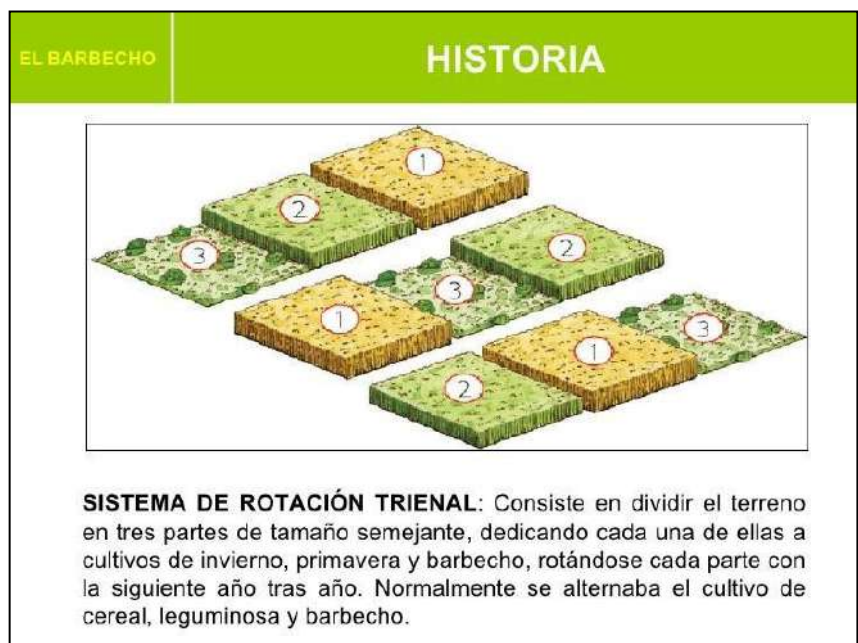 EL BARBECHO
HISTORIA
1
2
3
2
3
1
3
1
2
SISTEMA DE ROTACIÓN TRIENAL: Consiste en dividir el terreno
en tres partes de tamaño semejante, dedicando cada una de ellas a
cultivos de invierno, primavera y barbecho, rotándose cada parte con
la siguiente año tras año. Normalmente se alternaba el cultivo de
cereal, leguminosa y barbecho.